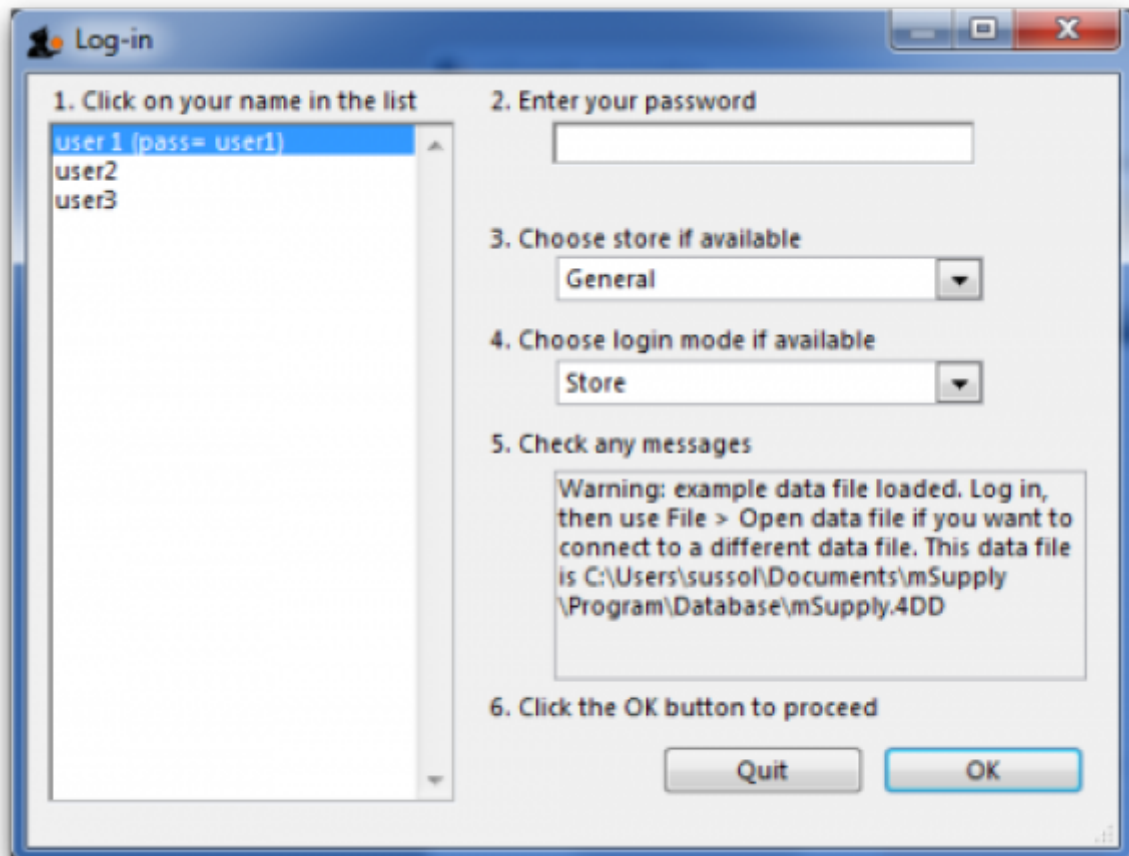 Log-in
1. Click on your name in the list
user 1 (pass= user1)
user2
user3
2. Enter your password
3. Choose store if available
General
4. Choose login mode if available
Store
5. Check any messages
Warning: example data file loaded. Log in,
then use File > Open data file if you want to
connect to a different data file. This data file
is C:\Users\sussol\Documents\mSupply
\Program\Database\mSupply.4DD
6. Click the OK button to proceed
Quit
OK